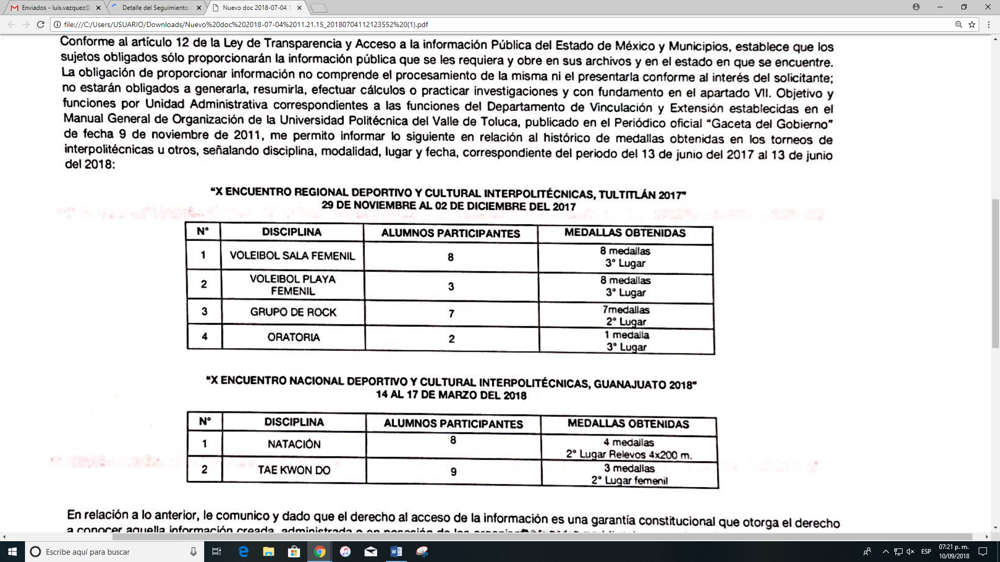 Enviados - luis.vazquez@
Detalle del Seguimiento
Nuevo doc 2018-07-04 1
file:///C:/Users/USUARIO/Downloads/Nuevo%20doc%202018-07-04%2011.21.15_20180704112123552%20(1).pdf
Conforme al artículo 12 de la Ley de Transparencia y Acceso a la información Pública del Estado de México y Municipios, establece que los
sujetos obligados sólo proporcionarán la información pública que se les requiera y obre en sus archivos y en el estado en que se encuentre.
La obligación de proporcionar información no comprende el procesamiento de la misma ni el presentarla conforme al interés del solicitante;
no estarán obligados a generarla, resumirla, efectuar cálculos o practicar investigaciones y con fundamento en el apartado VII. Objetivo y
funciones por Unidad Administrativa correspondientes a las funciones del Departamento de Vinculación y Extensión establecidas en el
Manual General de Organización de la Universidad Politécnica del Valle de Toluca, publicado en el Periódico oficial “Gaceta del Gobierno”
de fecha 9 de noviembre de 2011, me permito informar lo siguiente en relación al histórico de medallas obtenidas en los torneos de
interpolitécnicas u otros, señalando disciplina, modalidad, lugar y fecha, correspondiente del periodo del 13 de junio del 2017 al 13 de junio
del 2018:
“X ENCUENTRO REGIONAL DEPORTIVO Y CULTURAL INTERPOLITÉCNICAS, TULTITLÁN 2017”
29 DE NOVIEMBRE AL 02 DE DICIEMBRE DEL 2017
N° DISCIPLINA ALUMNOS PARTICIPANTES MEDALLAS OBTENIDAS
1 VOLEIBOL SALA FEMENIL 8 8 medallas
3° Lugar
2 VOLEIBOL PLAYA FEMENIL 3 8 medallas
3° Lugar
3 GRUPO DE ROCK 7 7medallas
2° Lugar
4 ORATORIA 2 1 medalla
3° Lugar
“X ENCUENTRO NACIONAL DEPORTIVO Y CULTURAL INTERPOLITÉCNICAS, GUANAJUATO 2018”
14 AL 17 DE MARZO DEL 2018
N° DISCIPLINA ALUMNOS PARTICIPANTES MEDALLAS OBTENIDAS
1 NATACIÓN 8 4 medallas
2° Lugar Relevos 4x200 m.
2 TAE KWON DO 9 3 medallas
2° Lugar femenil
En relación a lo anterior, le comunico y dado que el derecho al acceso de la información es una garantía constitucional que otorga el derecho
a conocer aquella información creada, administrada o en posesión de los
Escribe aquí para buscar
ESP
07:21 p. m.
10/09/2018